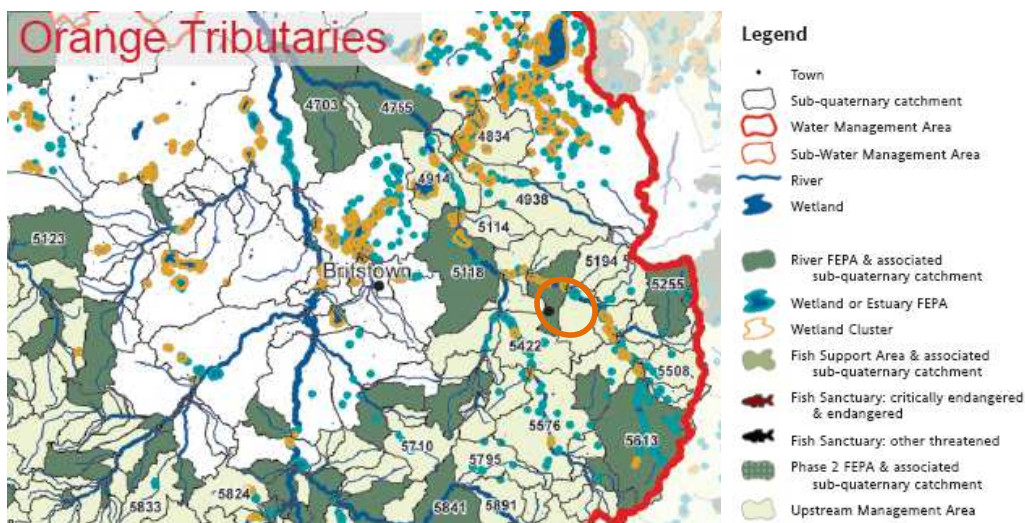 Orange Tributaries
4703
4755
4834
4914
4938
5114
5123
5194
5118
5255
Britstown
5422
5508
5576
5613
5710
5795
5824
5833
5841
5891
Legend
Town
Sub-quaternary catchment
Water Management Area
Sub-Water Management Area
River
Wetland
River FEPA & associated
sub-quaternary catchment
Wetland or Estuary FEPA
Wetland Cluster
Fish Support Area & associated
sub-quaternary catchment
Fish Sanctuary: critically endangered
& endangered
Fish Sanctuary: other threatened
Phase 2 FEPA & associated
sub-quaternary catchment
Upstream Management Area